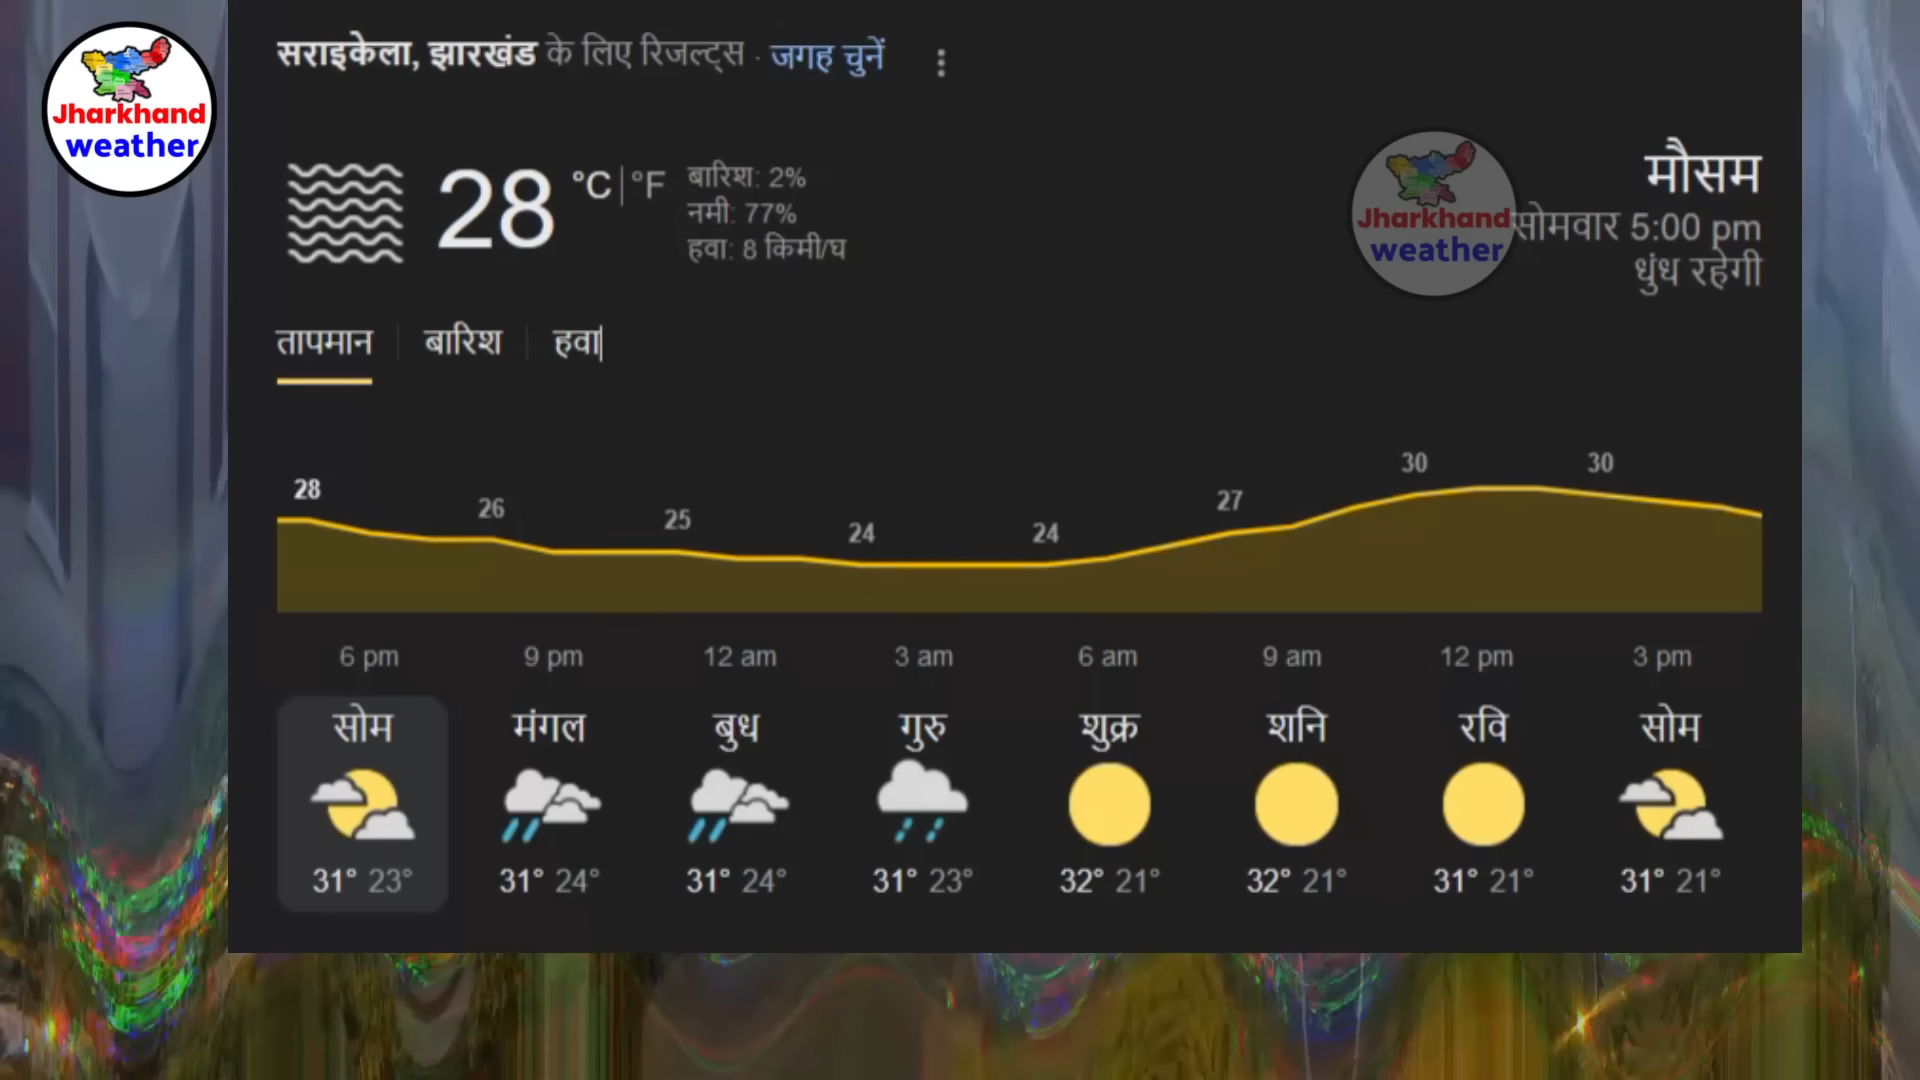 Jharkhand
weather
सराइकेला, झारखंड के लिए रिजल्ट्स · जगह चुनें
28 °C | °F
बारिश: 2%
नमी: 77%
हवा: 8 किमी/घ
Jharkhand
weather
मौसम
सोमवार 5:00 pm
धुंध रहेगी
तापमान बारिश हवा
28 26 25 24 24 27 30 30
6 pm 9 pm 12 am 3 am 6 am 9 am 12 pm 3 pm
सोम मंगल बुध गुरु शुक्र शनि रवि सोम
31° 23° 31° 24° 31° 24° 31° 23° 32° 21° 32° 21° 31° 21° 31° 21°